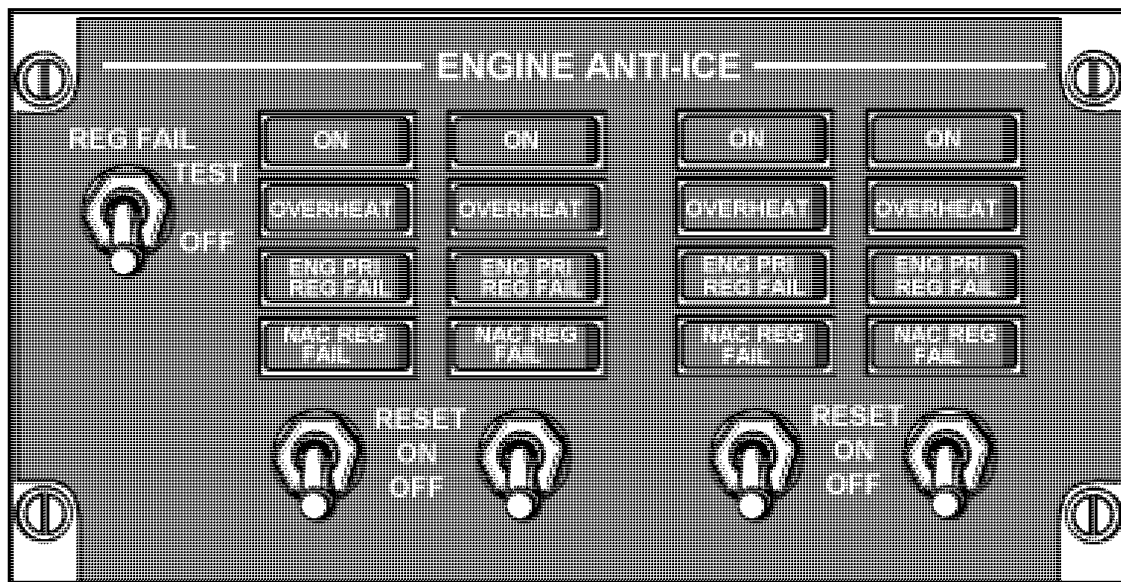 ENGINE ANTI-ICE
REG FAIL
TEST
OFF
ON ON ON ON
OVERHEAT OVERHEAT OVERHEAT OVERHEAT
ENG PRI ENG PRI ENG PRI ENG PRI
REG FAIL REG FAIL REG FAIL REG FAIL
NAC REG NAC REG NAC REG NAC REG
FAIL FAIL FAIL FAIL
RESET RESET
ON ON
OFF OFF